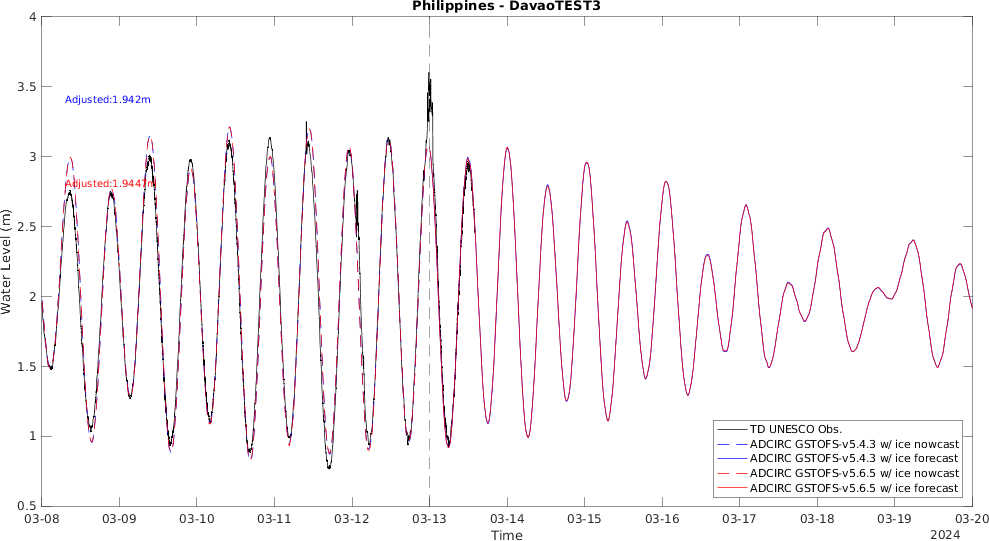 Philippines - DavaoTEST3
4
3.5
3
2.5
2
1.5
1
0.5
Water Level (m)
Adjusted:1.942m
Adjusted:1.9447m
TD UNESCO Obs.
ADCIRC GSTOFS-v5.4.3 w/ ice nowcast
ADCIRC GSTOFS-v5.4.3 w/ ice forecast
ADCIRC GSTOFS-v5.6.5 w/ ice nowcast
ADCIRC GSTOFS-v5.6.5 w/ ice forecast
03-08 03-09 03-10 03-11 03-12 03-13 03-14 03-15 03-16 03-17 03-18 03-19 03-20
Time
2024